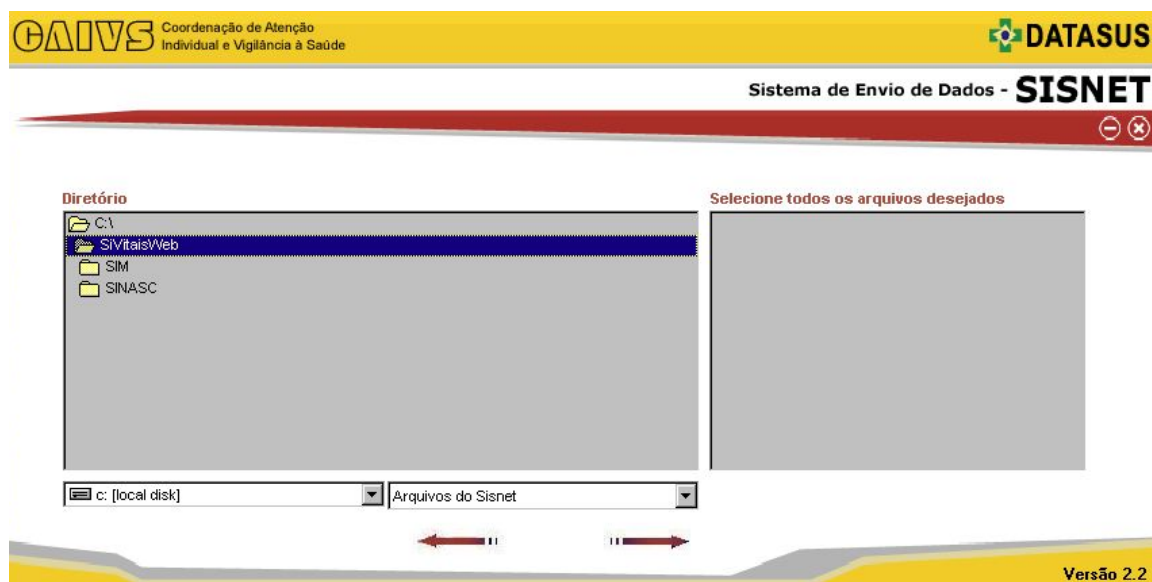 CAIVS
Coordenação de Atenção
Individual e Vigilância à Saúde
DATASUS
Sistema de Envio de Dados - SISNET
Diretório
Selecione todos os arquivos desejados
C:\
SiVitaisWeb
SIM
SINASC
c: [local disk]
Arquivos do Sisnet
Versão 2.2